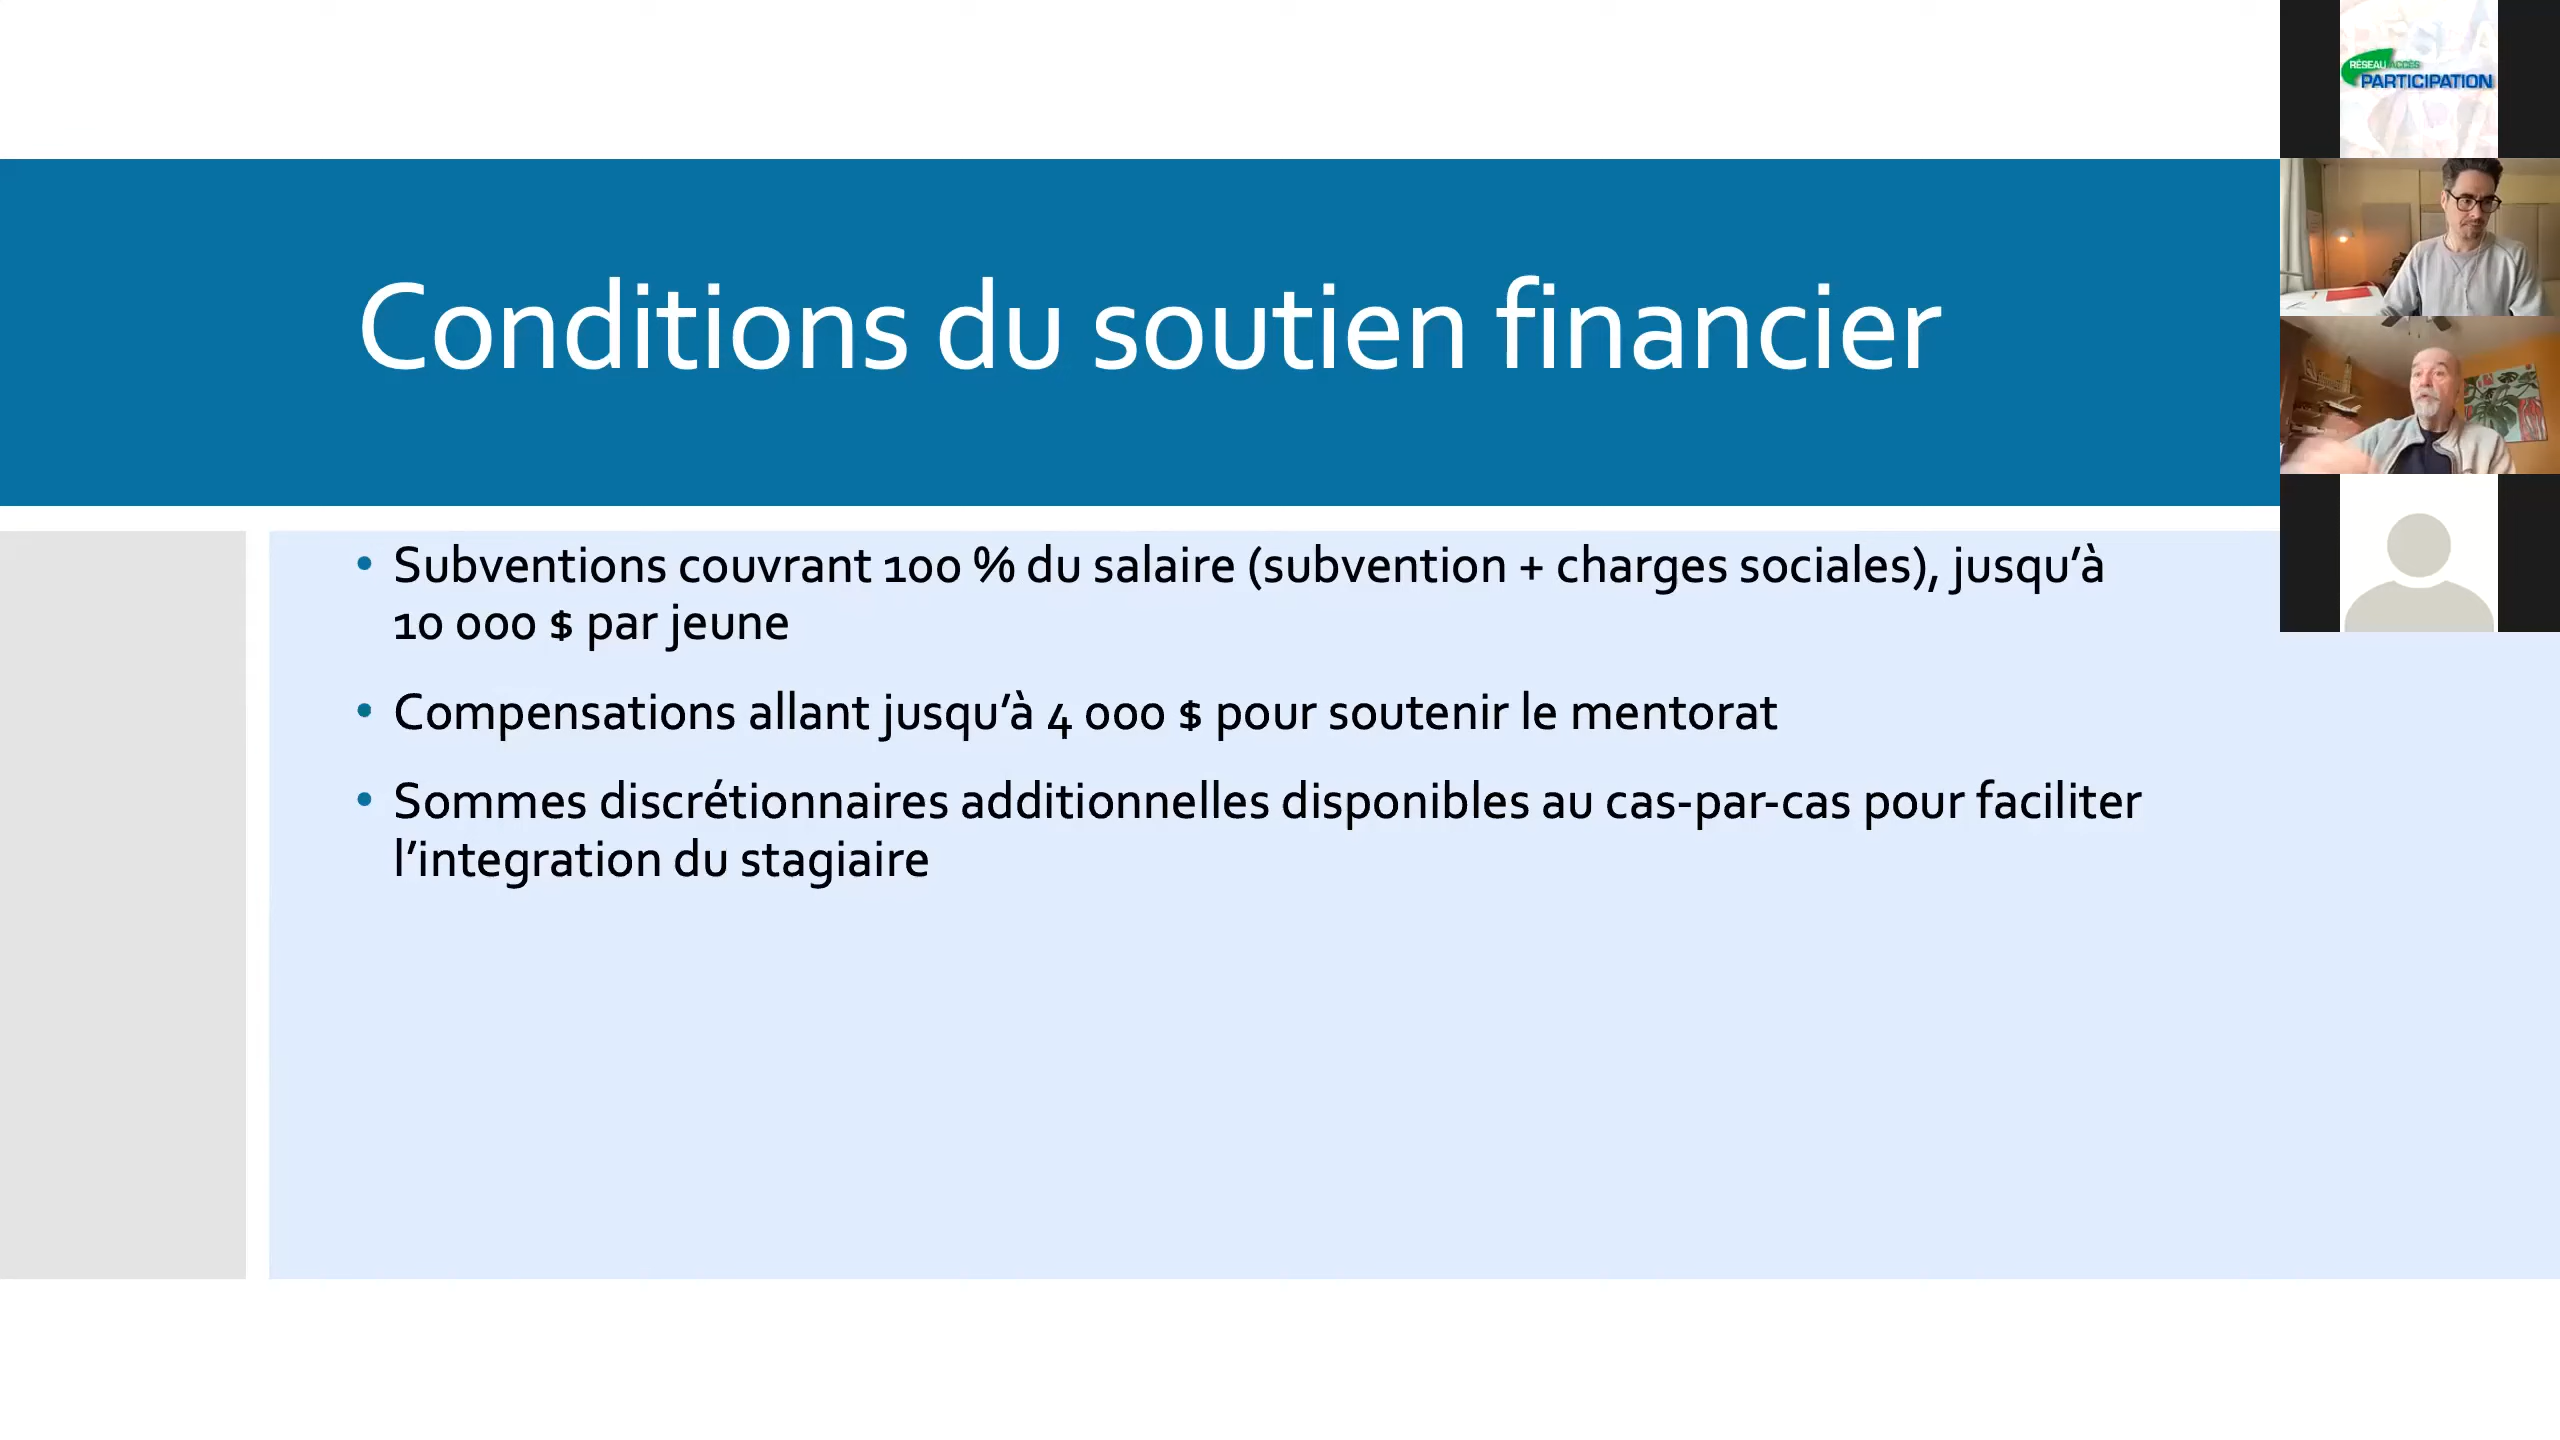 RÉSEAU ACCÈS
PARTICIPATION
Conditions du soutien financier
• Subventions couvrant 100 % du salaire (subvention + charges sociales), jusqu’à
10 000 $ par jeune
• Compensations allant jusqu’à 4 000 $ pour soutenir le mentorat
• Sommes discrétionnaires additionnelles disponibles au cas-par-cas pour faciliter
l’integration du stagiaire